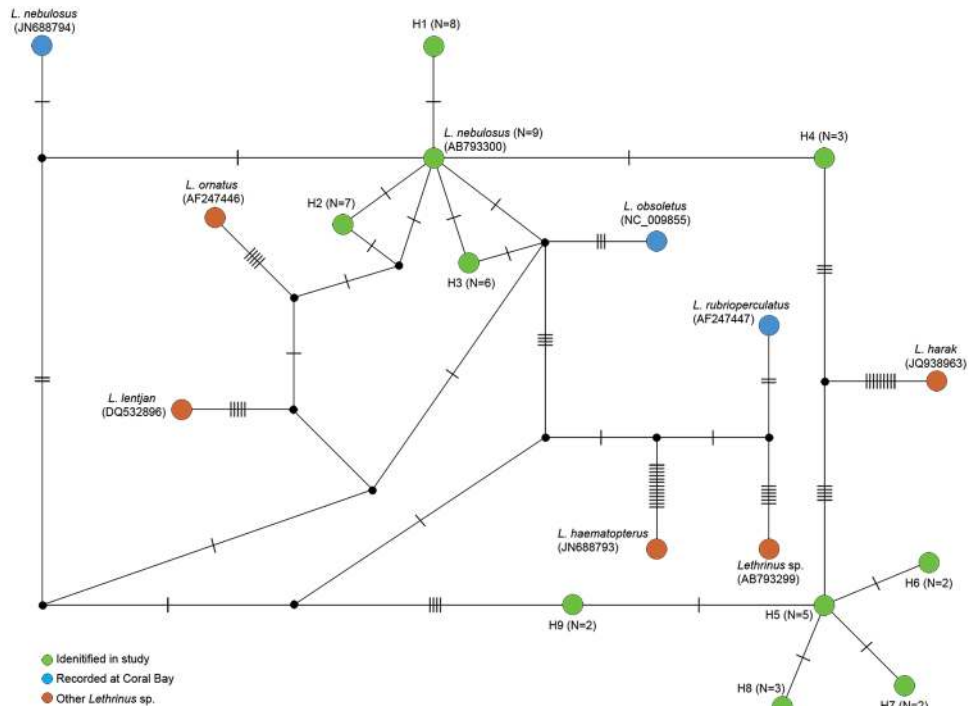 L. nebulosus
(JN688794)
H1 (N=8)
L. nebulosus (N=9)
(AB793300)
H4 (N=3)
L. ornatus
(AF247446)
H2 (N=7)
L. obsoletus
(NC_009855)
H3 (N=6)
L. rubrioperculatus
(AF247447)
L. harak
(JQ938963)
L. lentjan
(DQ532896)
L. haematopterus
(JN688793)
Lethrinus sp.
(AB793299)
H6 (N=2)
H9 (N=2)
H5 (N=5)
H8 (N=3)
H7 (N=2)
Idenitified in study
Recorded at Coral Bay
Other Lethrinus sp.